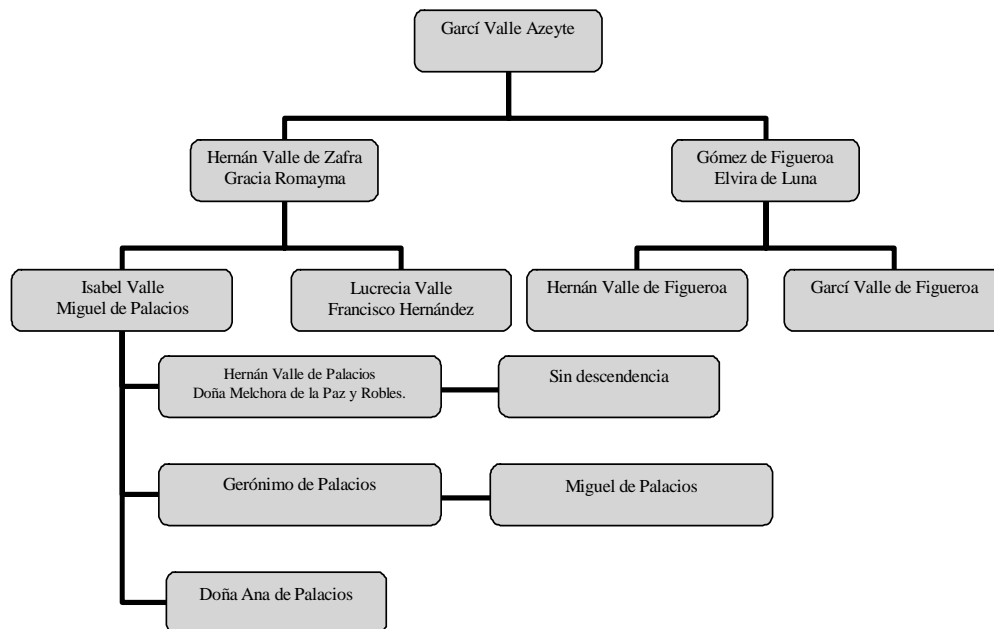 Garcí Valle Azeyte
Hernán Valle de Zafra
Gracia Romayma
Gómez de Figueroa
Elvira de Luna
Isabel Valle
Miguel de Palacios
Lucrecia Valle
Francisco Hernández
Hernán Valle de Figueroa
Garcí Valle de Figueroa
Hernán Valle de Palacios
Doña Melchora de la Paz y Robles.
Sin descendencia
Gerónimo de Palacios
Miguel de Palacios
Doña Ana de Palacios